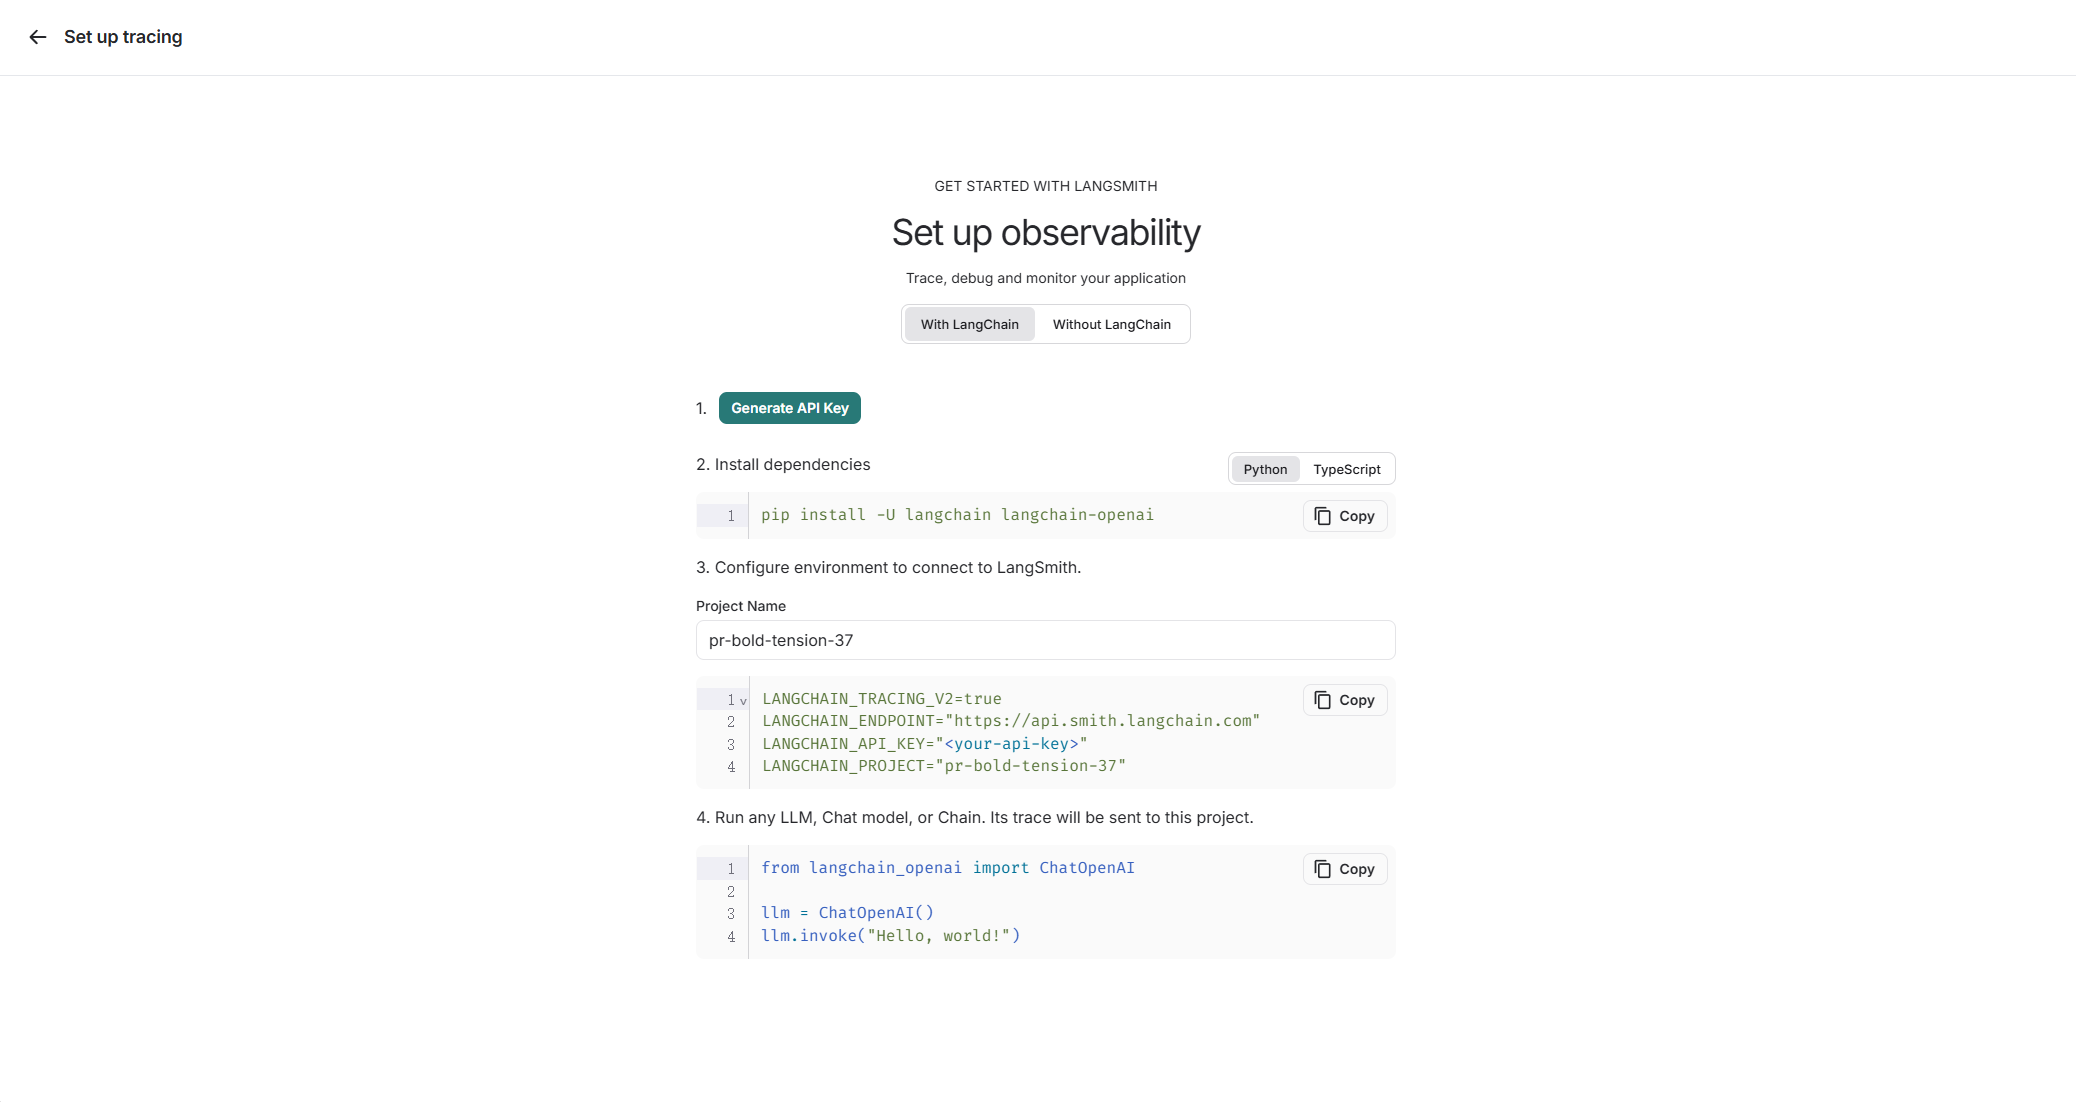 Set up tracing
GET STARTED WITH LANGSMITH
Set up observability
Trace, debug and monitor your application
With LangChain Without LangChain
1. Generate API Key
2. Install dependencies
Python TypeScript
1 pip install -U langchain langchain-openai
Copy
3. Configure environment to connect to LangSmith.
Project Name
pr-bold-tension-37
1 LANGCHAIN_TRACING_V2=true
Copy
2 LANGCHAIN_ENDPOINT="https://api.smith.langchain.com"
3 LANGCHAIN_API_KEY="<your-api-key>"
4 LANGCHAIN_PROJECT="pr-bold-tension-37"
4. Run any LLM, Chat model, or Chain. Its trace will be sent to this project.
1 from langchain_openai import ChatOpenAI
Copy
2
3 llm = ChatOpenAI()
4 llm.invoke("Hello, world!")